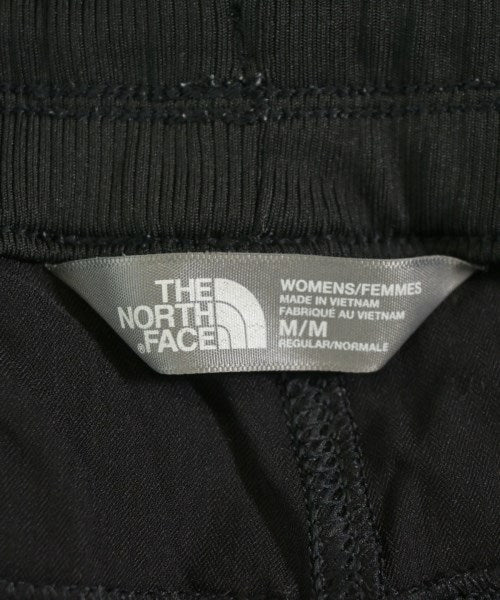 THE
NORTH
FACE®
WOMENS/FEMMES
MADE IN VIETNAM
FABRIQUÉ AU VIETNAM
M/M
REGULAR/NORMALE